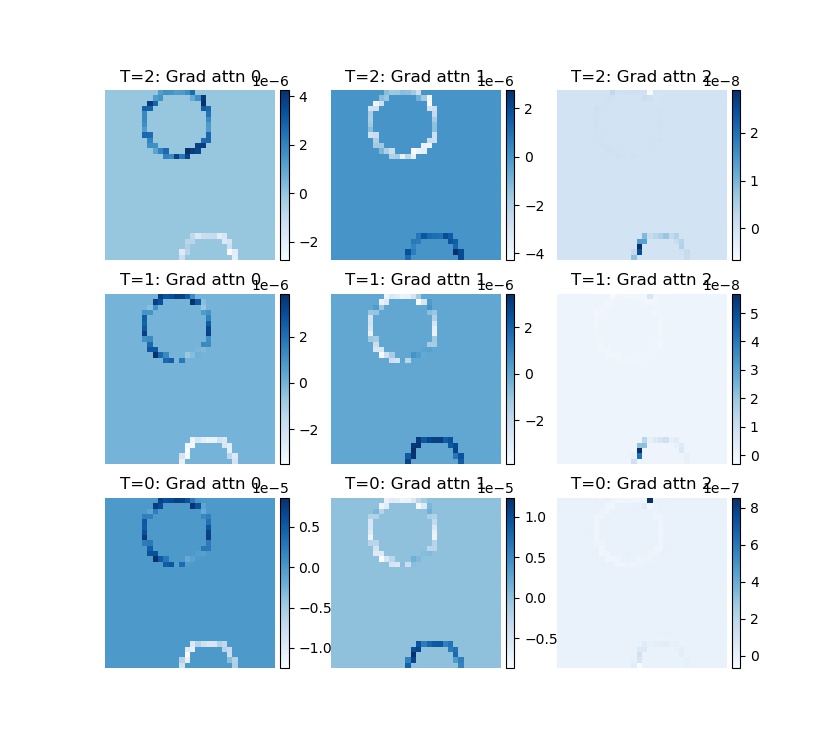 T=2: Grad attn 0
1e−6
4
2
0
−2
T=2: Grad attn 1
1e−6
2
0
−2
−4
T=2: Grad attn 2
1e−8
2
1
0
T=1: Grad attn 0
1e−6
2
0
−2
T=1: Grad attn 1
1e−6
2
0
−2
T=1: Grad attn 2
1e−8
5
4
3
2
1
0
T=0: Grad attn 0
1e−5
0.5
0.0
−0.5
−1.0
T=0: Grad attn 1
1e−5
1.0
0.5
0.0
−0.5
T=0: Grad attn 2
1e−7
8
6
4
2
0